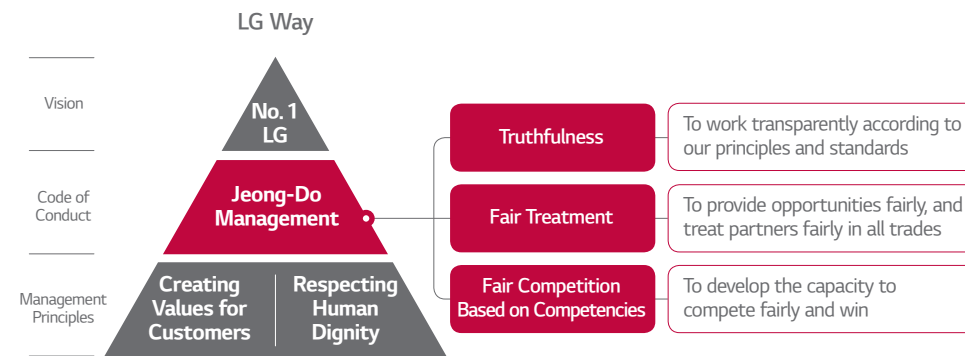 LG Way
Vision
No. 1
LG
Code of
Conduct
Jeong-Do
Management
Management
Principles
Creating
Values for
Customers
Respecting
Human
Dignity
Truthfulness
To work transparently according to
our principles and standards
Fair Treatment
To provide opportunities fairly, and
treat partners fairly in all trades
Fair Competition
Based on Competencies
To develop the capacity to
compete fairly and win